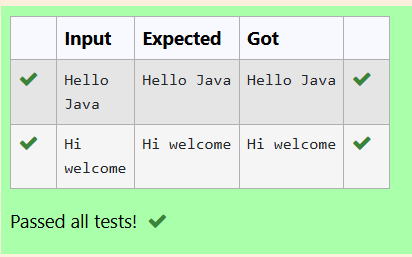 Input Expected Got
Hello Hello Java Hello Java
Java
Hi Hi welcome Hi welcome
welcome
Passed all tests!